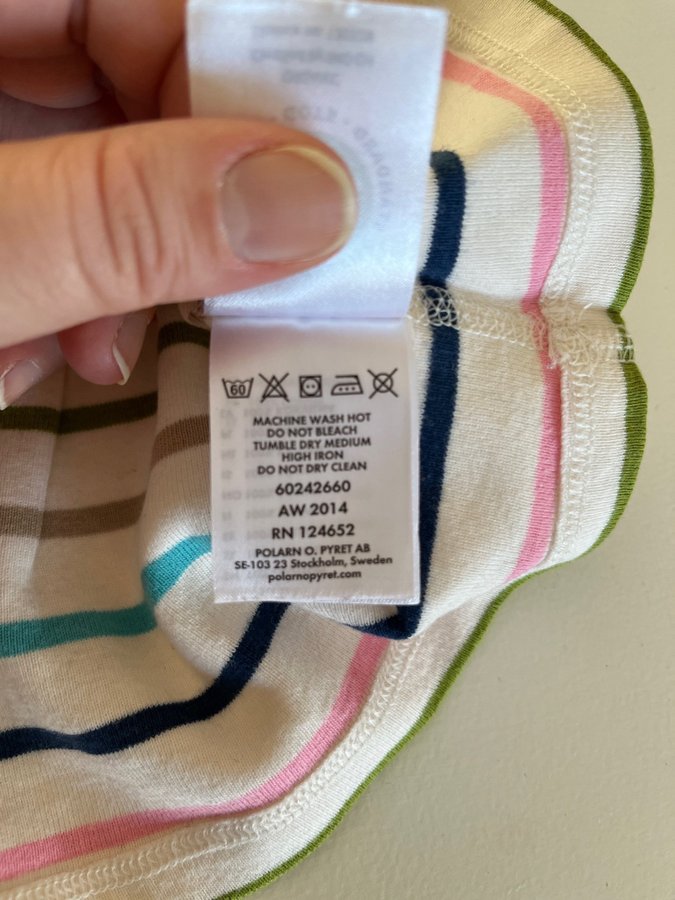 60
MACHINE WASH HOT
DO NOT BLEACH
TUMBLE DRY MEDIUM
HIGH IRON
DO NOT DRY CLEAN
60242660
AW 2014
RN 124652
POLARN O. PYRET AB
SE-103 23 Stockholm, Sweden
polarnopyret.com